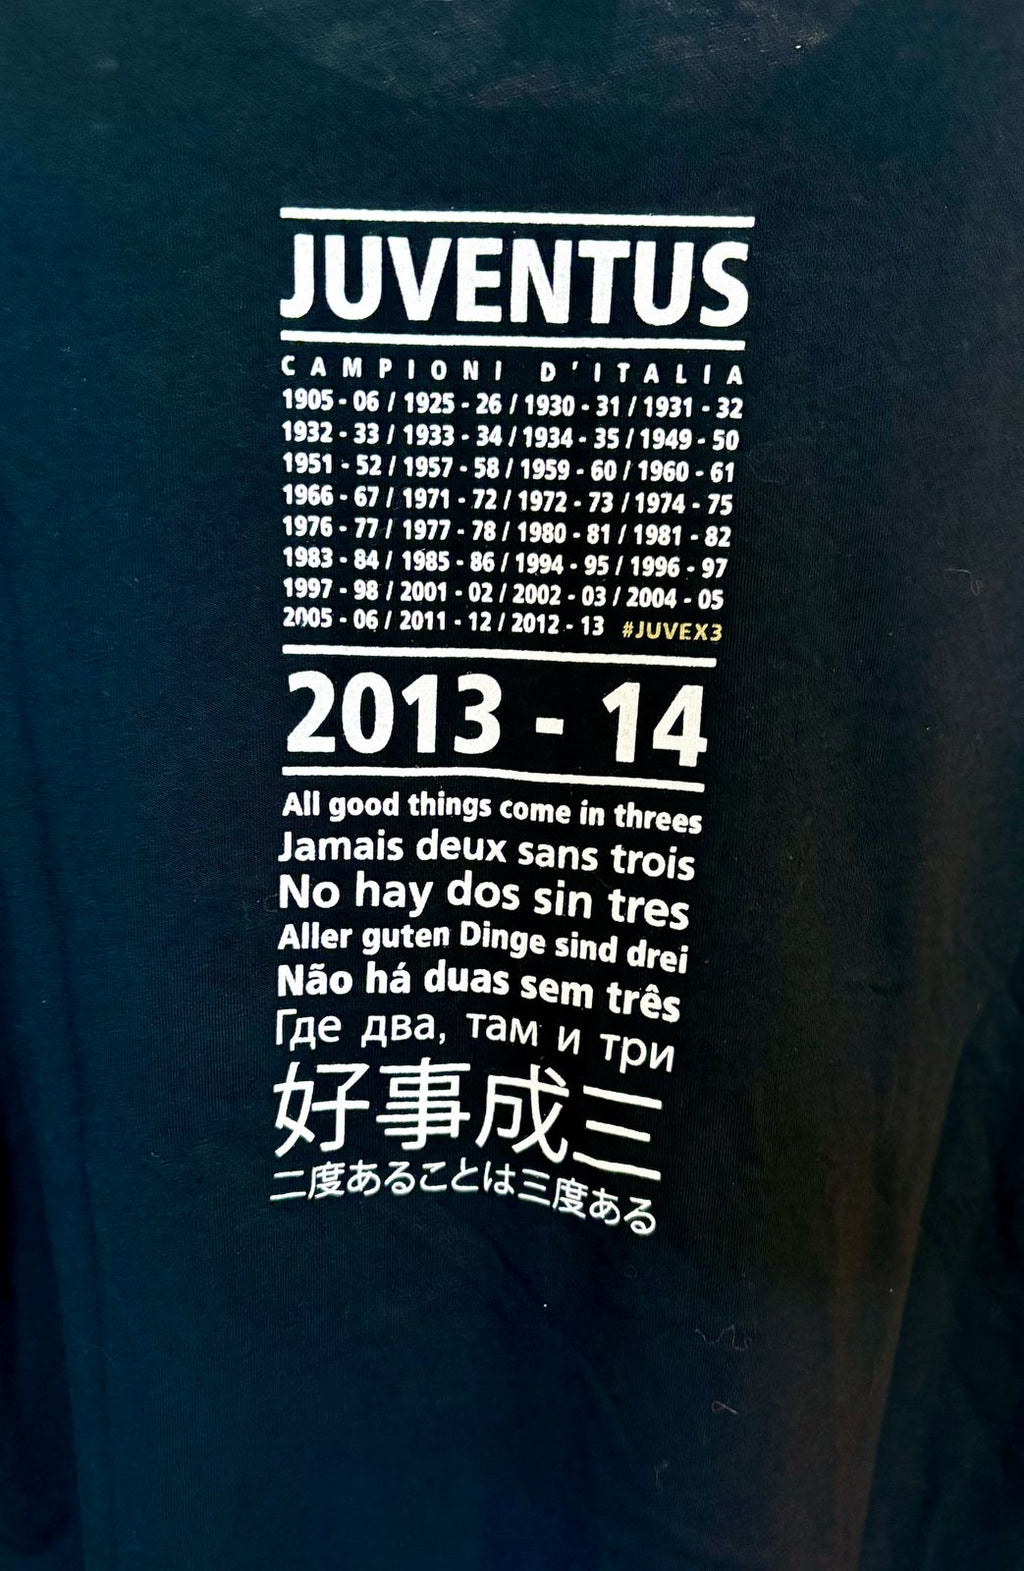 JUVENTUS
CAMPIONI D'ITALIA
1905 - 06 / 1925 - 26 / 1930 - 31 / 1931 - 32
1932 - 33 / 1933 - 34 / 1934 - 35 / 1949 - 50
1951 - 52 / 1957 - 58 / 1959 - 60 / 1960 - 61
1966 - 67 / 1971 - 72 / 1972 - 73 / 1974 - 75
1976 - 77 / 1977 - 78 / 1980 - 81 / 1981 - 82
1983 - 84 / 1985 - 86 / 1994 - 95 / 1996 - 97
1997 - 98 / 2001 - 02 / 2002 - 03 / 2004 - 05
2005 - 06 / 2011 - 12 / 2012 - 13 #JUVEX3
2013 - 14
All good things come in threes
Jamais deux sans trois
No hay dos sin tres
Aller guten Dinge sind drei
Não há duas sem três
Где два, там и три
好事成三
二度あることは三度ある